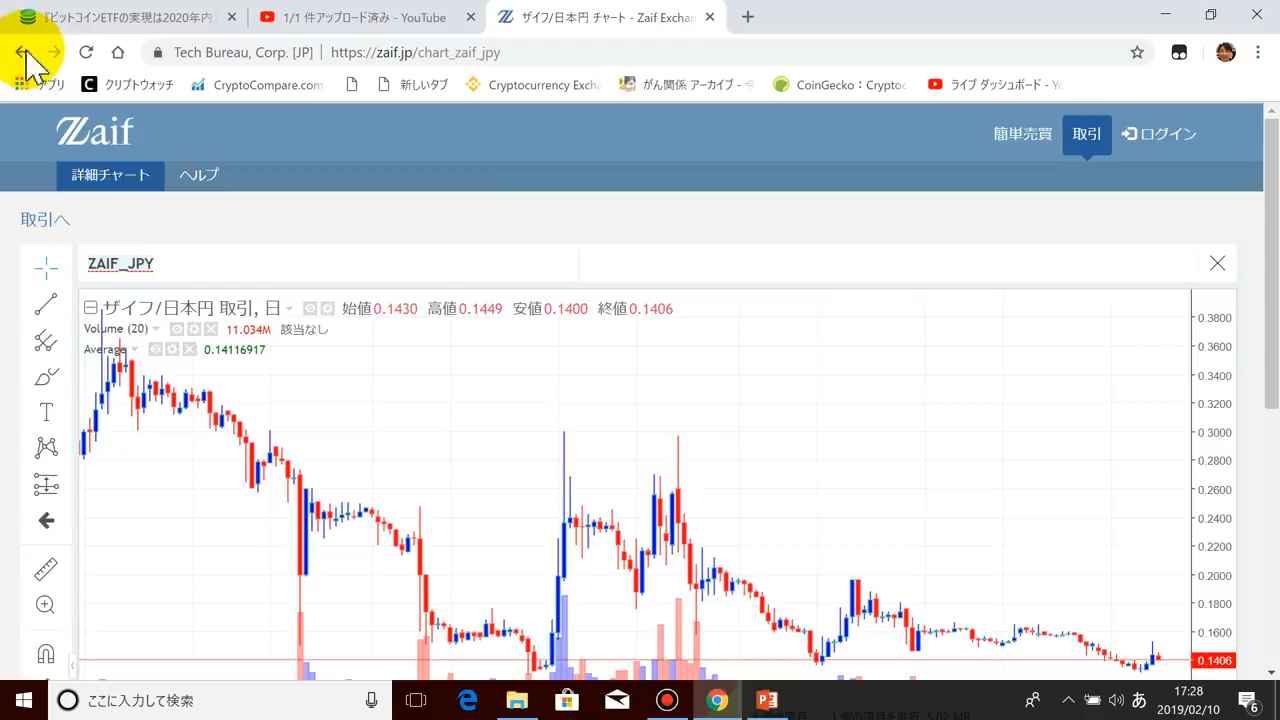 『ビットコインETFの実現は2020年内
1/1 件アップロード済み - YouTube
ザイフ/日本円 チャート - Zaif Exchan
Tech Bureau, Corp. [JP] | https://zaif.jp/chart_zaif_jpy
アプリ
クリプトウォッチ
CryptoCompare.com
新しいタブ
Cryptocurrency Excha
がん関係 アーカイブ - 今
CoinGecko：Cryptoc
ライブ ダッシュボード - Yo
Zaif
簡単売買
取引
ログイン
詳細チャート
ヘルプ
取引へ
ZAIF_JPY
ザイフ/日本円 取引, 日
始値0.1430 高値0.1449 安値0.1400 終値0.1406
Volume (20) 11.034M 該当なし
Average 0.14116917
0.3800
0.3600
0.3400
0.3200
0.3000
0.2800
0.2600
0.2400
0.2200
0.2000
0.1800
0.1600
0.1406
ここに入力して検索
あ
17:28
2019/02/10
6